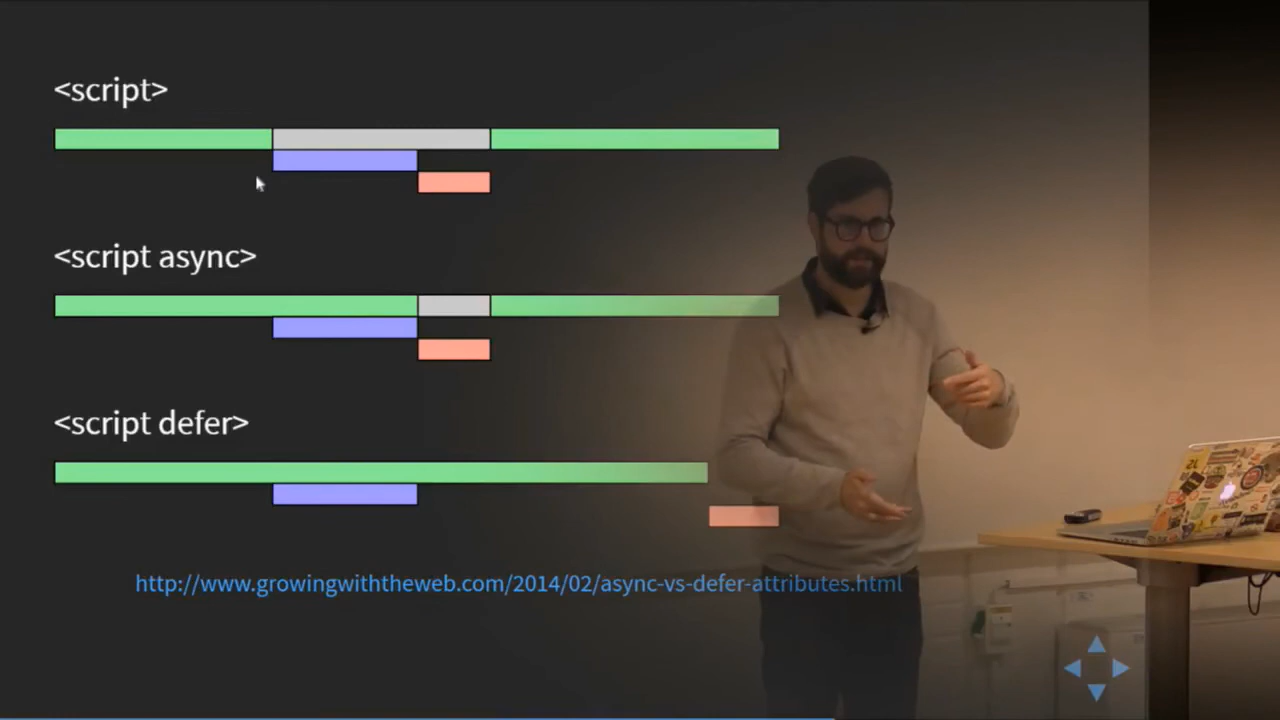 <script>
<script async>
<script defer>
http://www.growingwiththeweb.com/2014/02/async-vs-defer-attributes.html